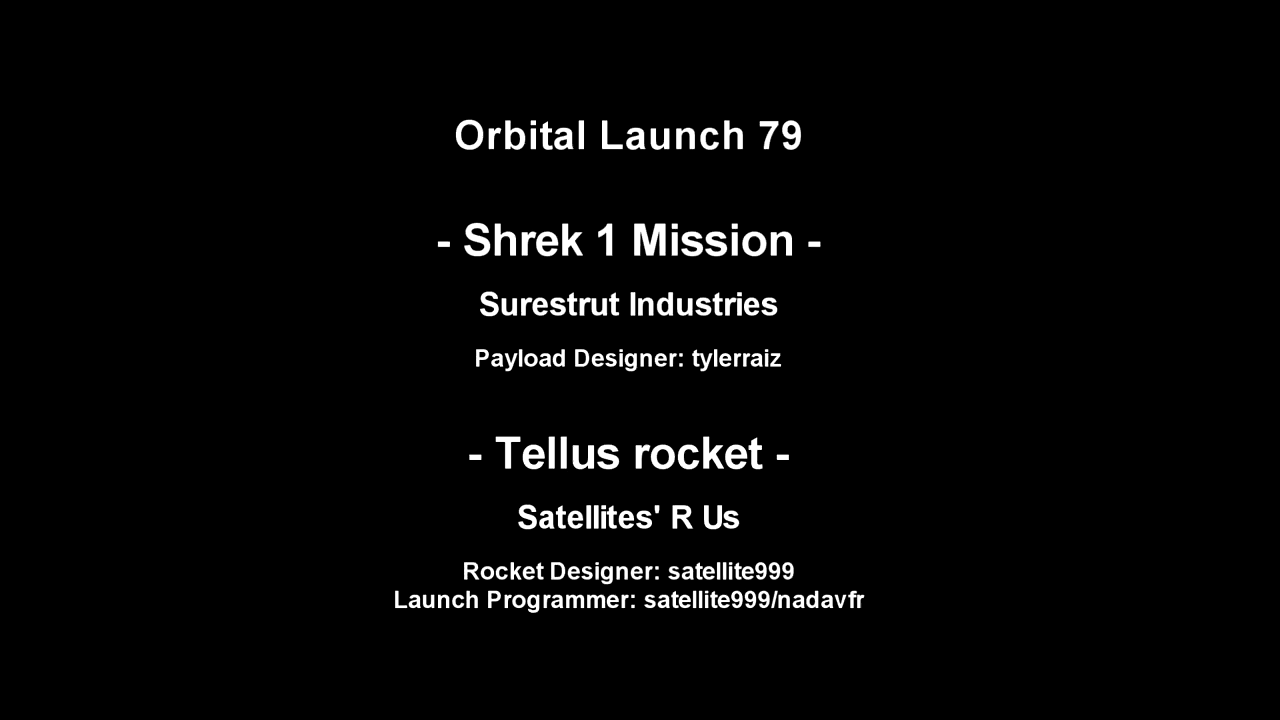 Orbital Launch 79
- Shrek 1 Mission -
Surestrut Industries
Payload Designer: tylerraiz
- Tellus rocket -
Satellites' R Us
Rocket Designer: satellite999
Launch Programmer: satellite999/nadavfr